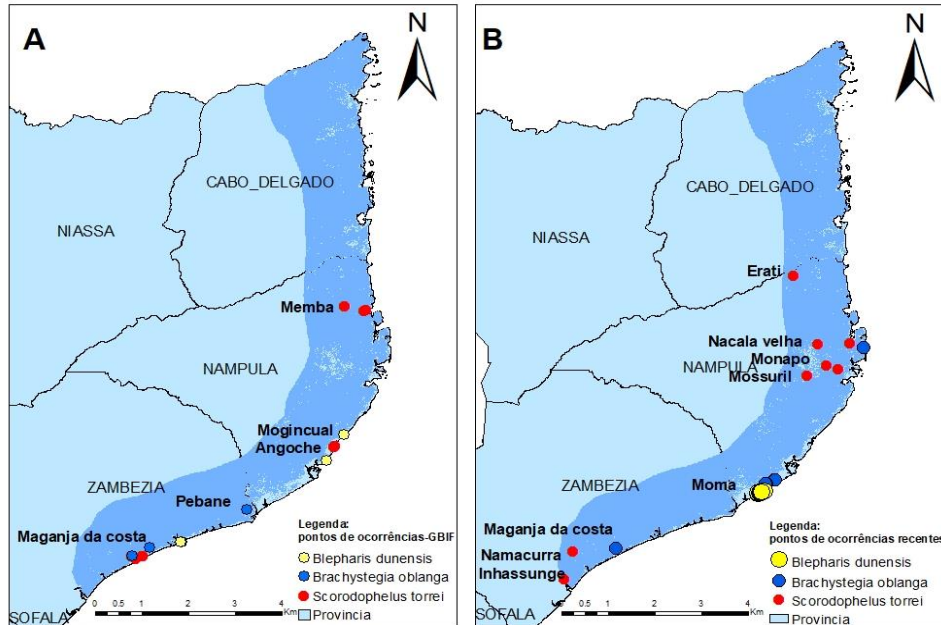 A
N
CABO_DELGADO
NIASSA
Memba
NAMPULA
Mogincual
Angoche
ZAMBEZIA
Pebane
Maganja da costa
SOFALA
Legenda:
pontos de ocorrências-GBIF
Blepharis dunensis
Brachystegia oblanga
Scorodophelus torrei
Provincia
0 0.5 1 2 3 4
Km
B
N
CABO_DELGADO
NIASSA
Erati
Nacala velha
Monapo
NAMPULA
Mossuril
Moma
ZAMBEZIA
Maganja da costa
Namacurra
Inhassunge
SOFALA
Legenda:
pontos de ocorrências recentes
Blepharis dunensis
Brachystegia oblanga
Scorodophelus torrei
Provincia
0 0.5 1 2 3 4
Km